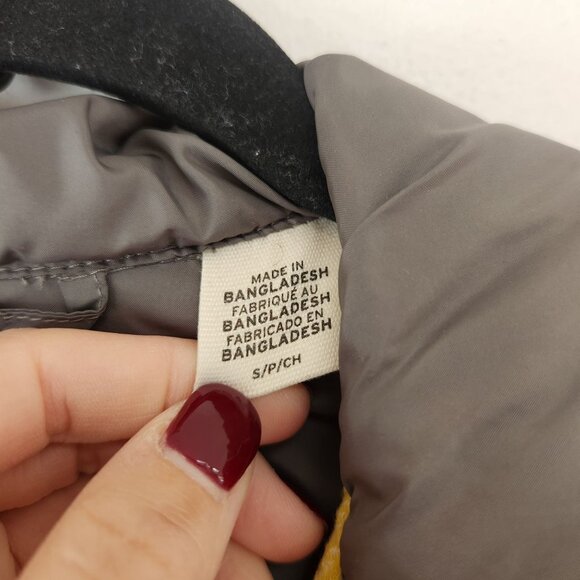 MADE IN
BANGLADESH
FABRIQUÉ AU
BANGLADESH
FABRICADO EN
BANGLADESH
S/P/CH